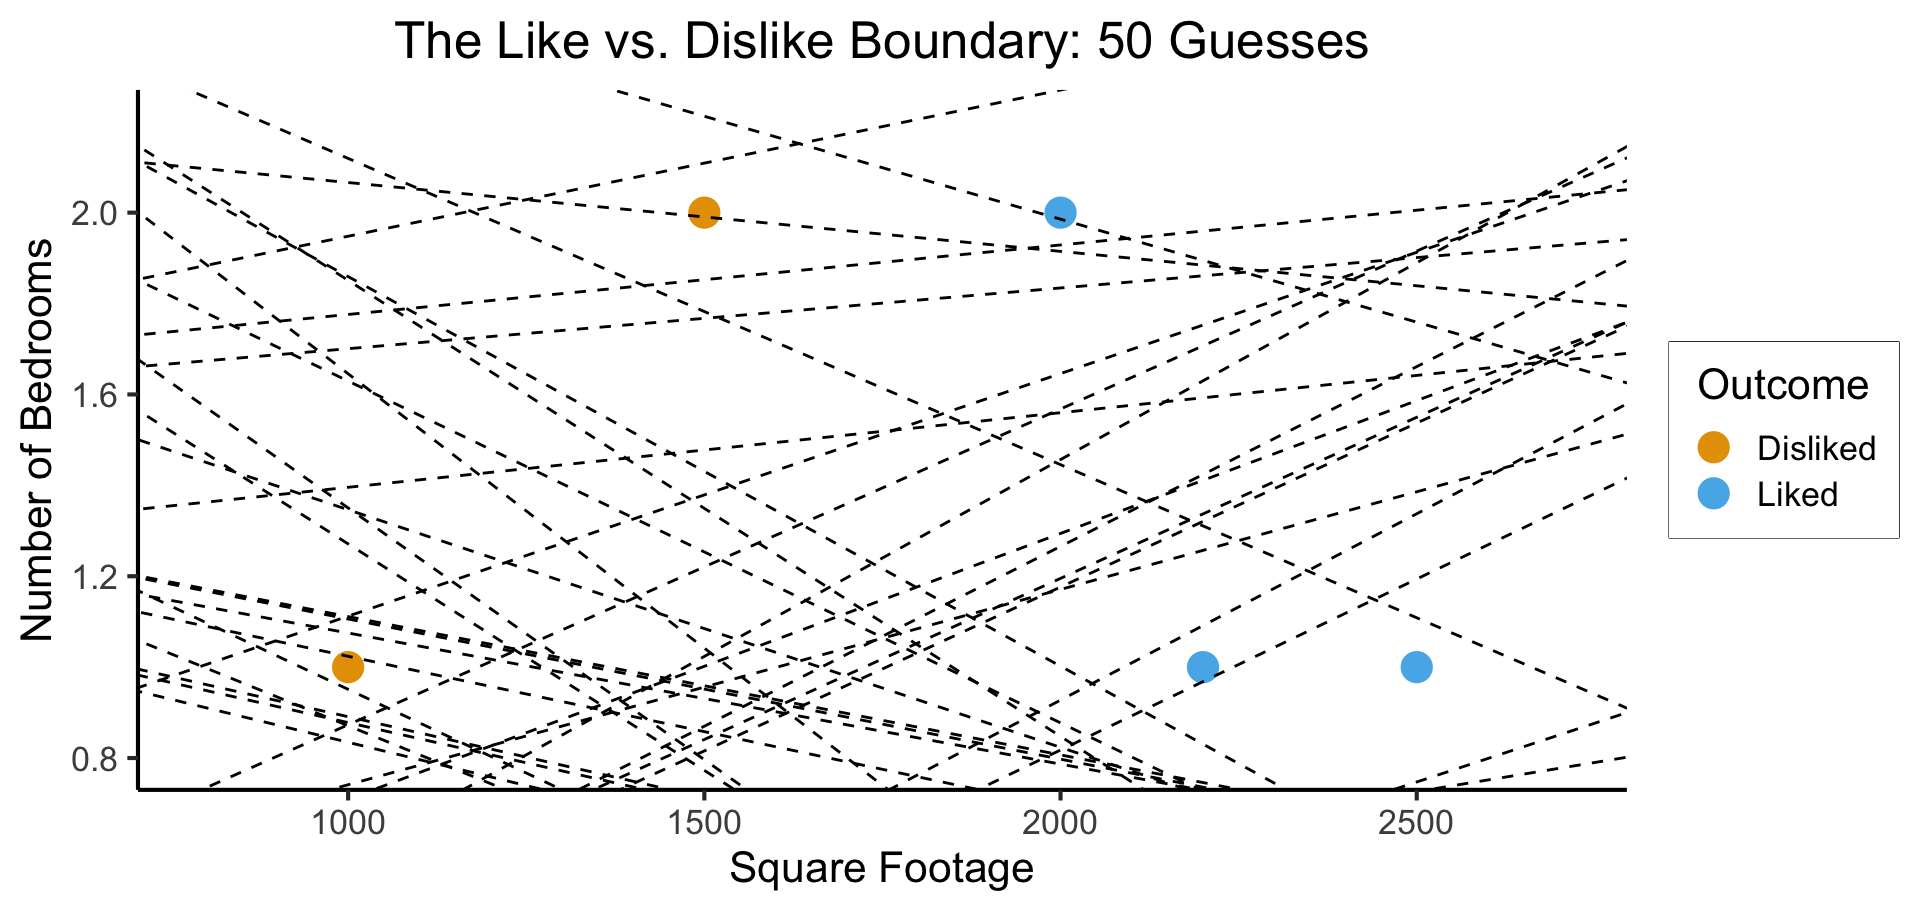 The Like vs. Dislike Boundary: 50 Guesses
Number of Bedrooms
2.0
1.6
1.2
0.8
1000 1500 2000 2500
Square Footage
Outcome
Disliked
Liked